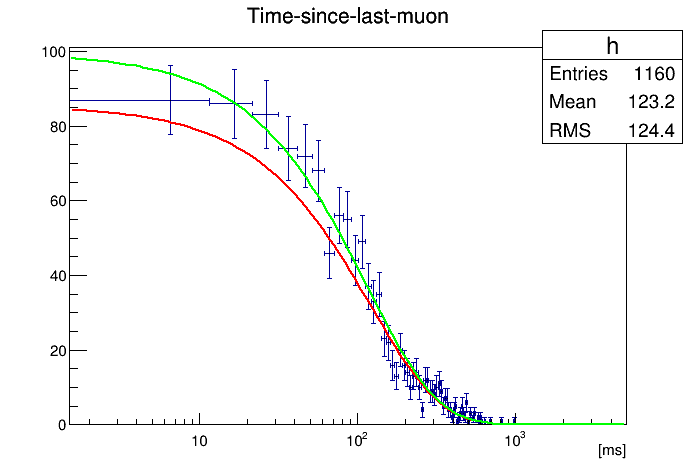 Time-since-last-muon
h
Entries 1160
Mean 123.2
RMS 124.4
100
80
60
40
20
0
10 10² 10³
[ms]